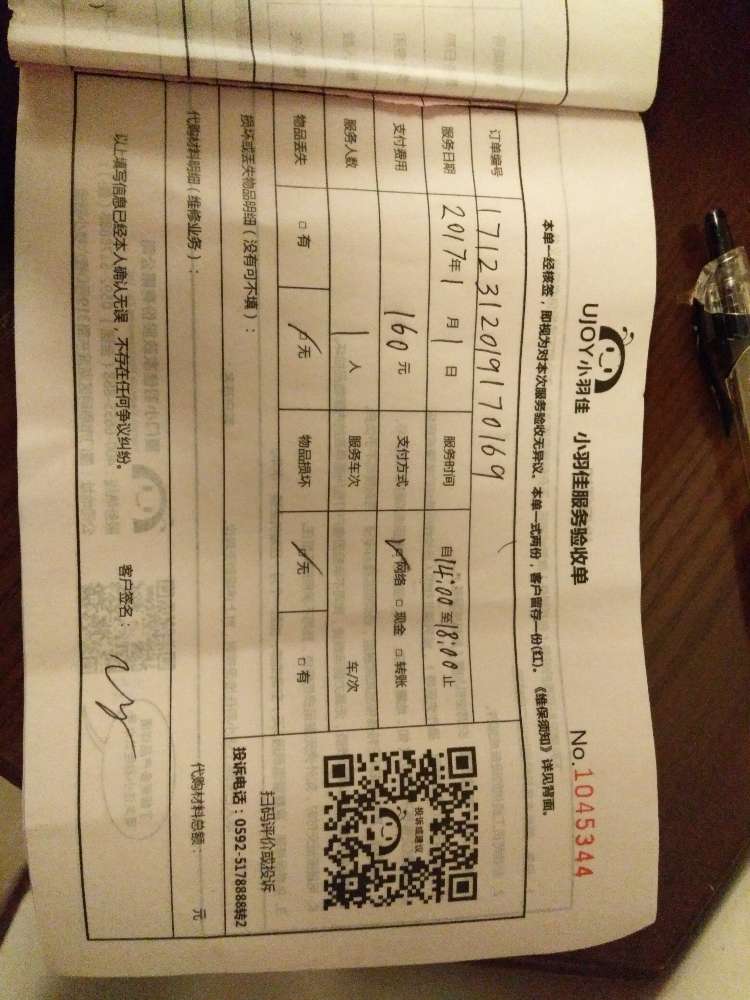 UJOY小羽佳 小羽佳服务验收单 No.1045344
本单一经核签，即视为对本次服务验收无异议。本单一式两份，客户留存一份(红)。《维保须知》详见背面。
订单编号 171231201917 0169
服务日期 2017年1月1日 服务时间 自14:00至18:00止
支付费用 160元 支付方式 ☑网络 □现金 □转账
服务人数 1人 服务车次 车/次
物品丢失 □有 ☑无 物品损坏 ☑无 □有
损坏或丢失物品明细（没有可不填）：
投诉或建议
扫码评价或投诉
投诉电话：0592-5178888转2
代购材料明细（维修业务）： 代购材料总额： 元
以上填写信息已经本人确认无误，不存在任何争议纠纷。 客户签名：